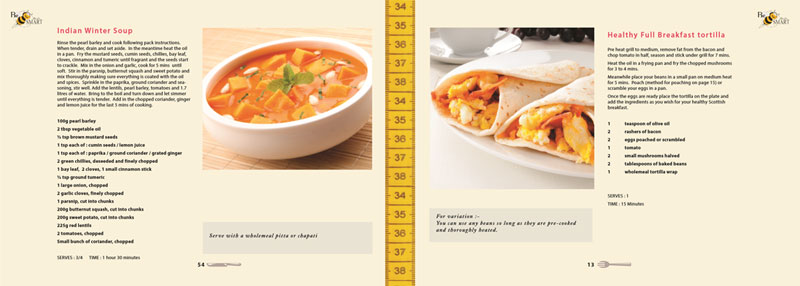 Be
SMART
Indian Winter Soup
Rinse the pearl barley and cook following pack instructions.
When tender, drain and set aside. In the meantime heat the oil
in a pan. Fry the mustard seeds, cumin seeds, chillies, bay leaf,
cloves, cinnamon and tumeric until fragrant and the seeds start
to crackle. Mix in the onion and garlic, cook for 5 mins until
soft. Stir in the parsnip, butternut squash and sweet potato and
mix thoroughly making sure everything is coated with the oil
and spices. Sprinkle in the paprika, ground coriander and sea-
soning, stir well. Add the lentils, pearl barley, tomatoes and 1.7
litres of water. Bring to the boil and turn down and let simmer
until everything is tender. Add in the chopped coriander, ginger
and lemon juice for the last 5 mins of cooking.
100g pearl barley
2 tbsp vegetable oil
½ tsp brown mustard seeds
1 tsp each of : cumin seeds / lemon juice
1 tsp each of : paprika / ground coriander / grated ginger
2 green chillies, deseeded and finely chopped
1 bay leaf, 2 cloves, 1 small cinnamon stick
½ tsp ground tumeric
1 large onion, chopped
2 garlic cloves, finely chopped
1 parsnip, cut into chunks
200g butternut squash, cut into chunks
200g sweet potato, cut into chunks
225g red lentils
2 tomatoes, chopped
Small bunch of coriander, chopped
SERVES : 3/4 TIME : 1 hour 30 minutes
Serve with a wholemeal pitta or chapati
54
34
35
36
37
38
34
35
36
37
38
For variation :-
You can use any beans so long as they are pre-cooked
and thoroughly heated.
13
Be
SMART
Healthy Full Breakfast tortilla
Pre heat grill to medium, remove fat from the bacon and
chop tomato in half, season and stick under grill for 7 mins.
Heat the oil in a frying pan and fry the chopped mushrooms
for 3 to 4 mins.
Meanwhile place your beans in a small pan on medium heat
for 5 mins. Poach (method for poaching on page 15) or
scramble your eggs in a pan.
Once the eggs are ready place the tortilla on the plate and
add the ingredients as you wish for your healthy Scottish
breakfast.
1 teaspoon of olive oil
2 rashers of bacon
2 eggs poached or scrambled
1 tomato
2 small mushrooms halved
2 tablespoons of baked beans
1 wholemeal tortilla wrap
SERVES : 1
TIME : 15 Minutes